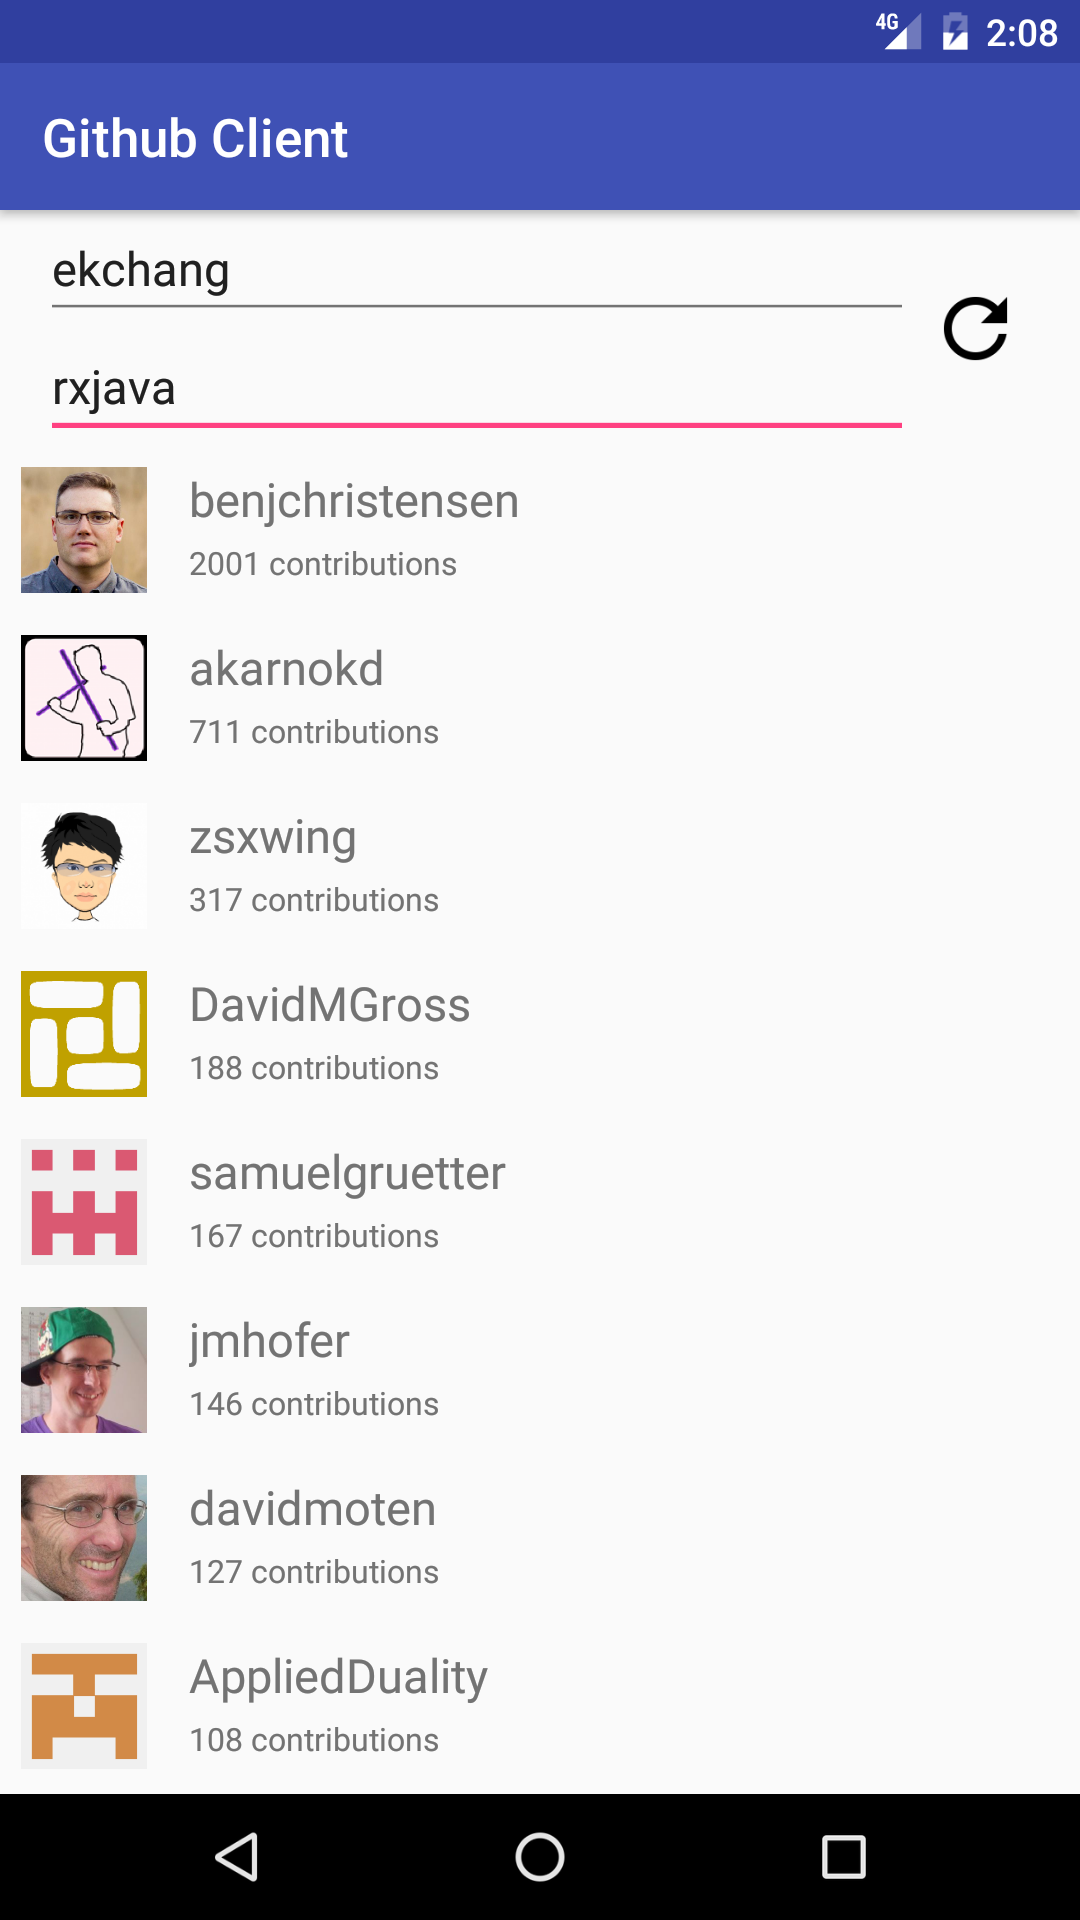 4G 2:08
Github Client
ekchang
rxjava
benjchristensen
2001 contributions
akarnokd
711 contributions
zsxwing
317 contributions
DavidMGross
188 contributions
samuelgruetter
167 contributions
jmhofer
146 contributions
davidmoten
127 contributions
AppliedDuality
108 contributions